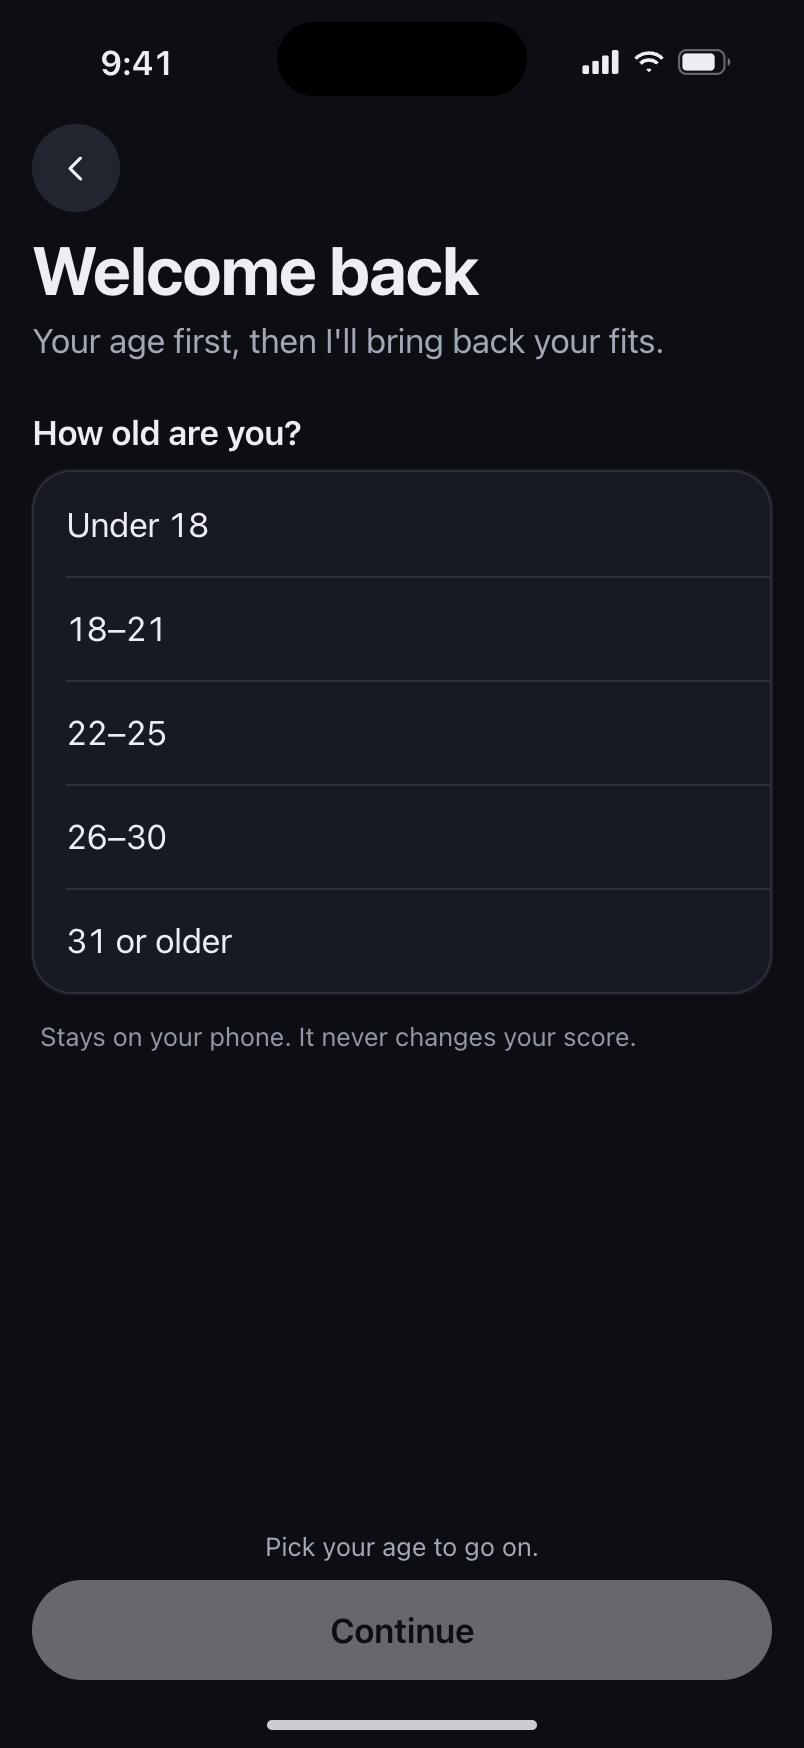 9:41
Welcome back
Your age first, then I'll bring back your fits.
How old are you?
Under 18
18–21
22–25
26–30
31 or older
Stays on your phone. It never changes your score.
Pick your age to go on.
Continue